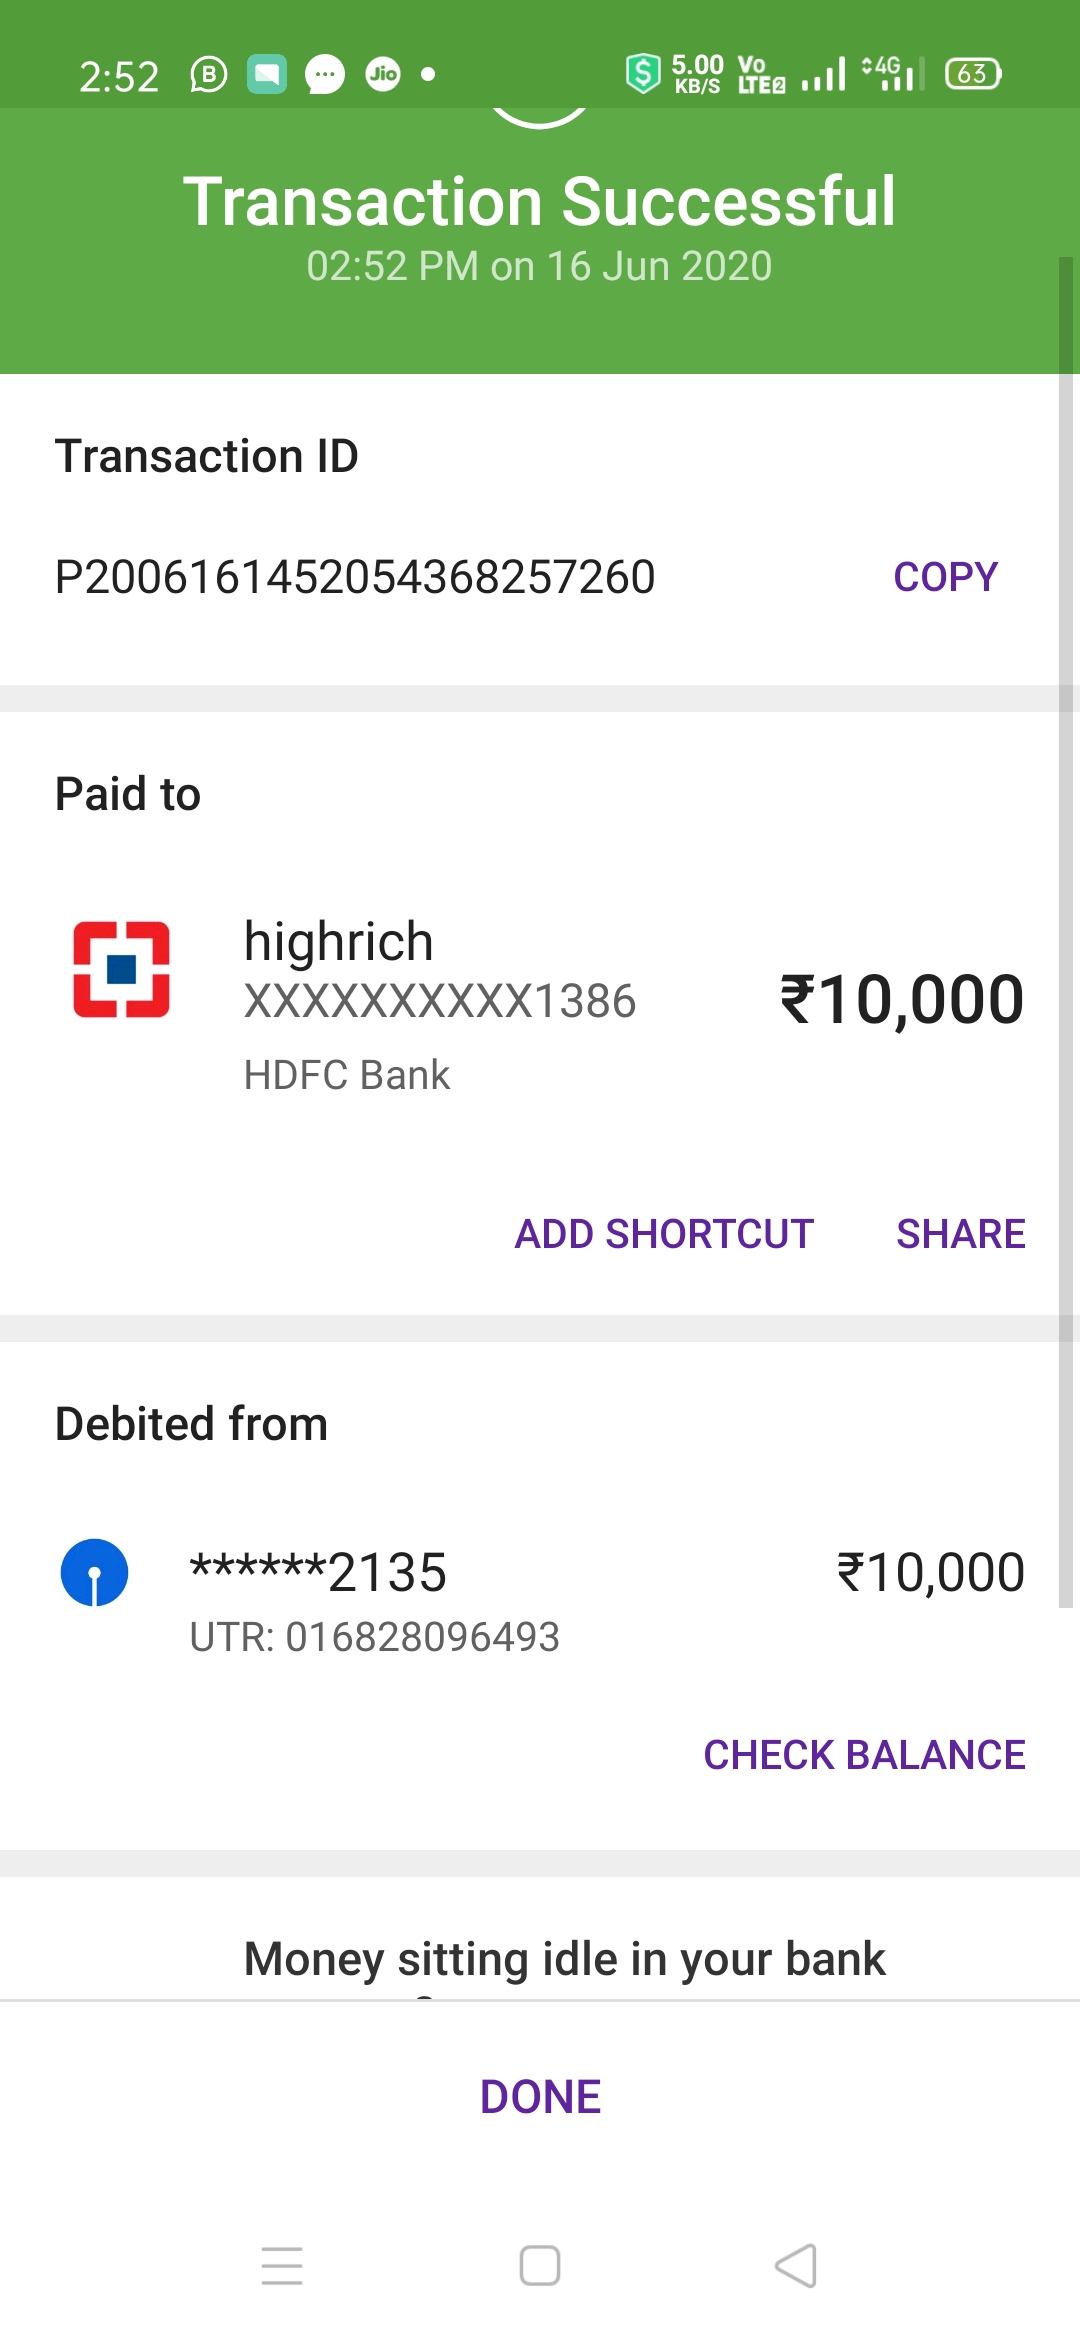 2:52 B Jio $ 5.00 KB/S Vo LTE2 4G 63
Transaction Successful
02:52 PM on 16 Jun 2020
Transaction ID
P2006161452054368257260 COPY
Paid to
highrich
XXXXXXXXXX1386 ₹10,000
HDFC Bank
ADD SHORTCUT SHARE
Debited from
******2135 ₹10,000
UTR: 016828096493
CHECK BALANCE
Money sitting idle in your bank
DONE